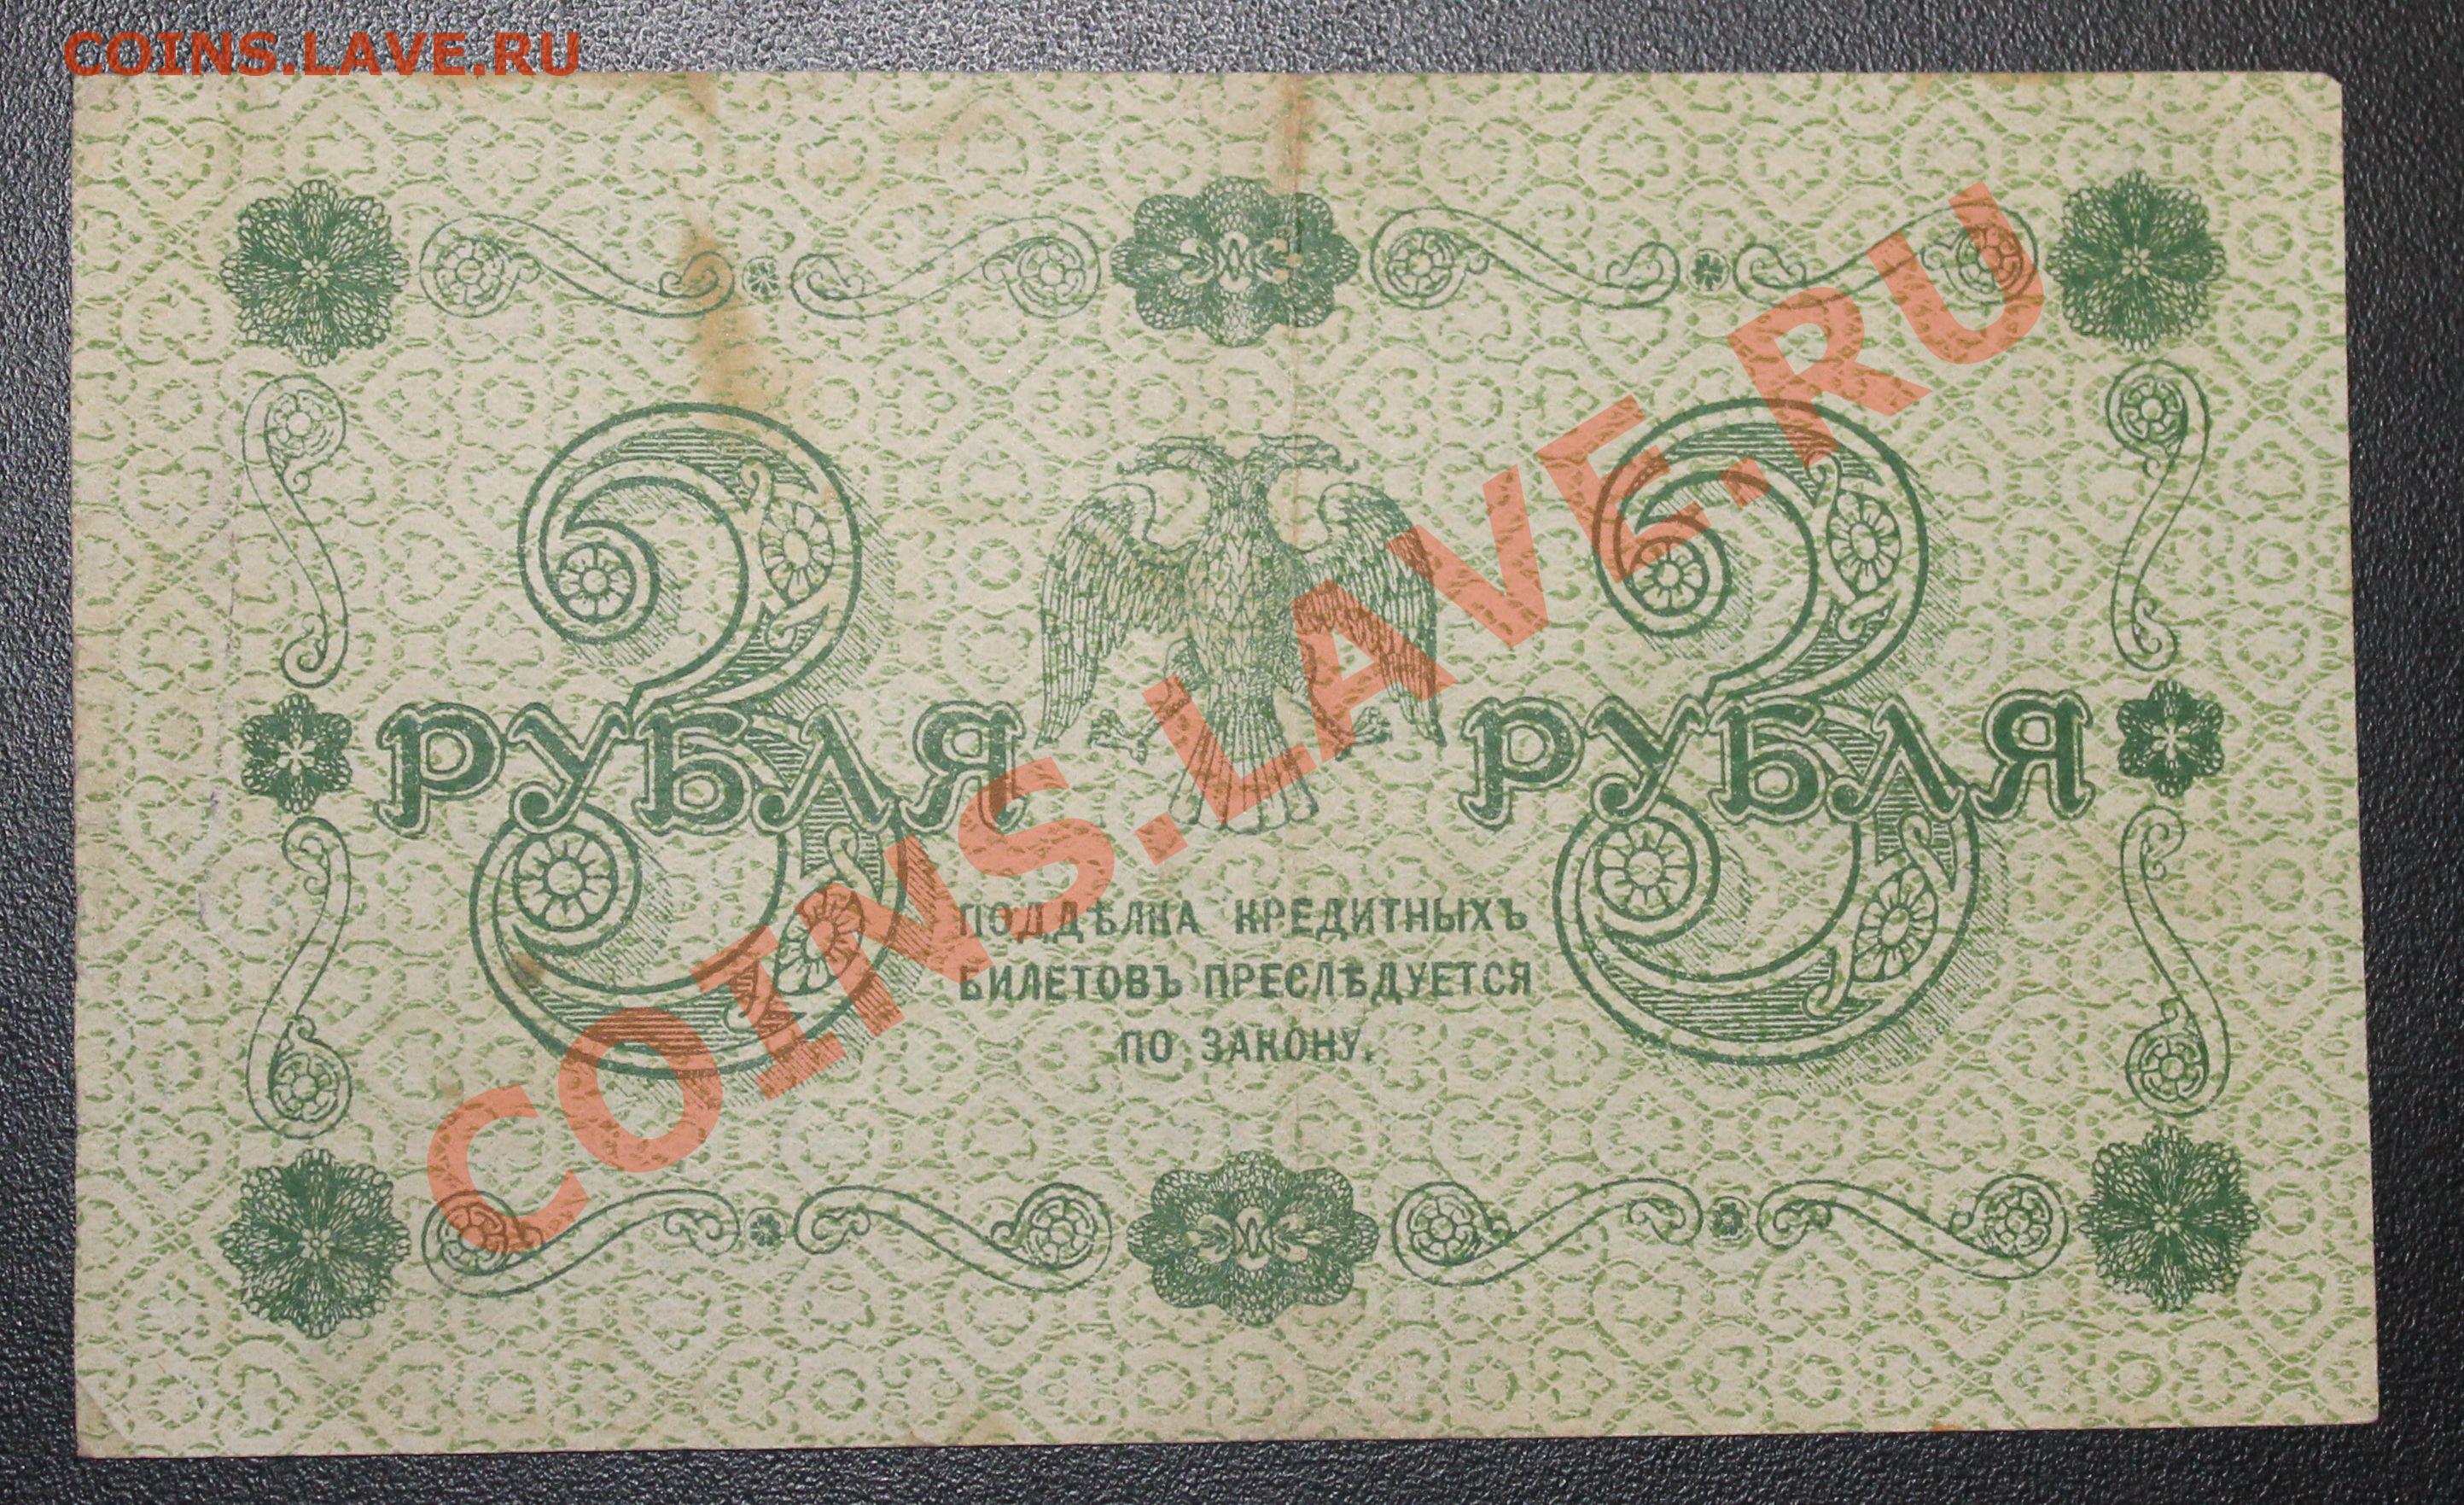 COINS.LAVE.RU
3 3
РУБЛЯ РУБЛЯ
ПОДДѢЛКА КРЕДИТНЫХЪ
БИЛЕТОВЪ ПРЕСЛѢДУЕТСЯ
ПО ЗАКОНУ.
COINS.LAVE.RU